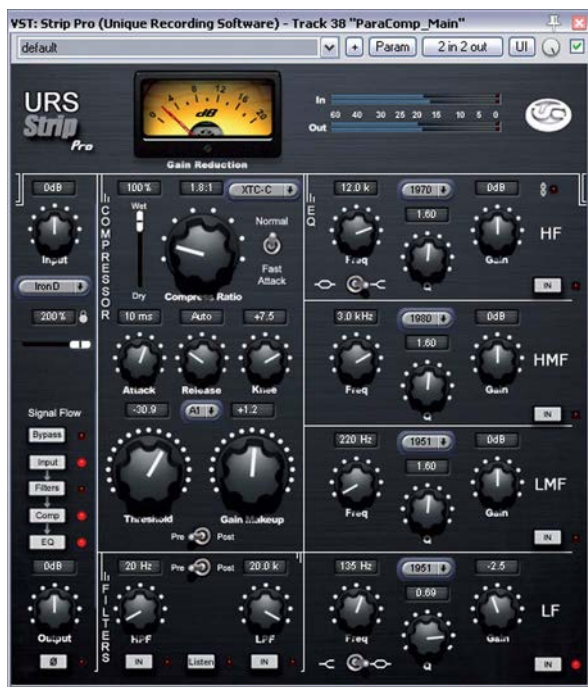 VST: Strip Pro (Unique Recording Software) - Track 38 "ParaComp_Main"
default + Param 2 in 2 out UI
URS
Strip
Pro
0 4 8 12 16 20
dB
Gain Reduction
In
60 40 30 25 20 15 10 5 0
Out
0dB
Input
Iron D
200 %
Signal Flow
Bypass
Input
Filters
Comp
EQ
0dB
Output
Ø
COMPRESSOR
100 % 1.8:1 XTC-C
Wet
Dry
Compress Ratio
Normal
Fast
Attack
10 ms Auto +7.5
Attack Release Knee
-30.9 A1 +1.2
Threshold Gain Makeup
Pre Post
FILTERS
20 Hz Pre Post 20.0 k
HPF LPF
IN Listen IN
EQ
12.0 k 1970 0dB
1.60
Freq Q Gain
HF
IN
3.0 kHz 1980 0dB
1.60
Freq Q Gain
HMF
IN
220 Hz 1951 0dB
1.60
Freq Q Gain
LMF
IN
135 Hz 1951 -2.5
0.69
Freq Q Gain
LF
IN